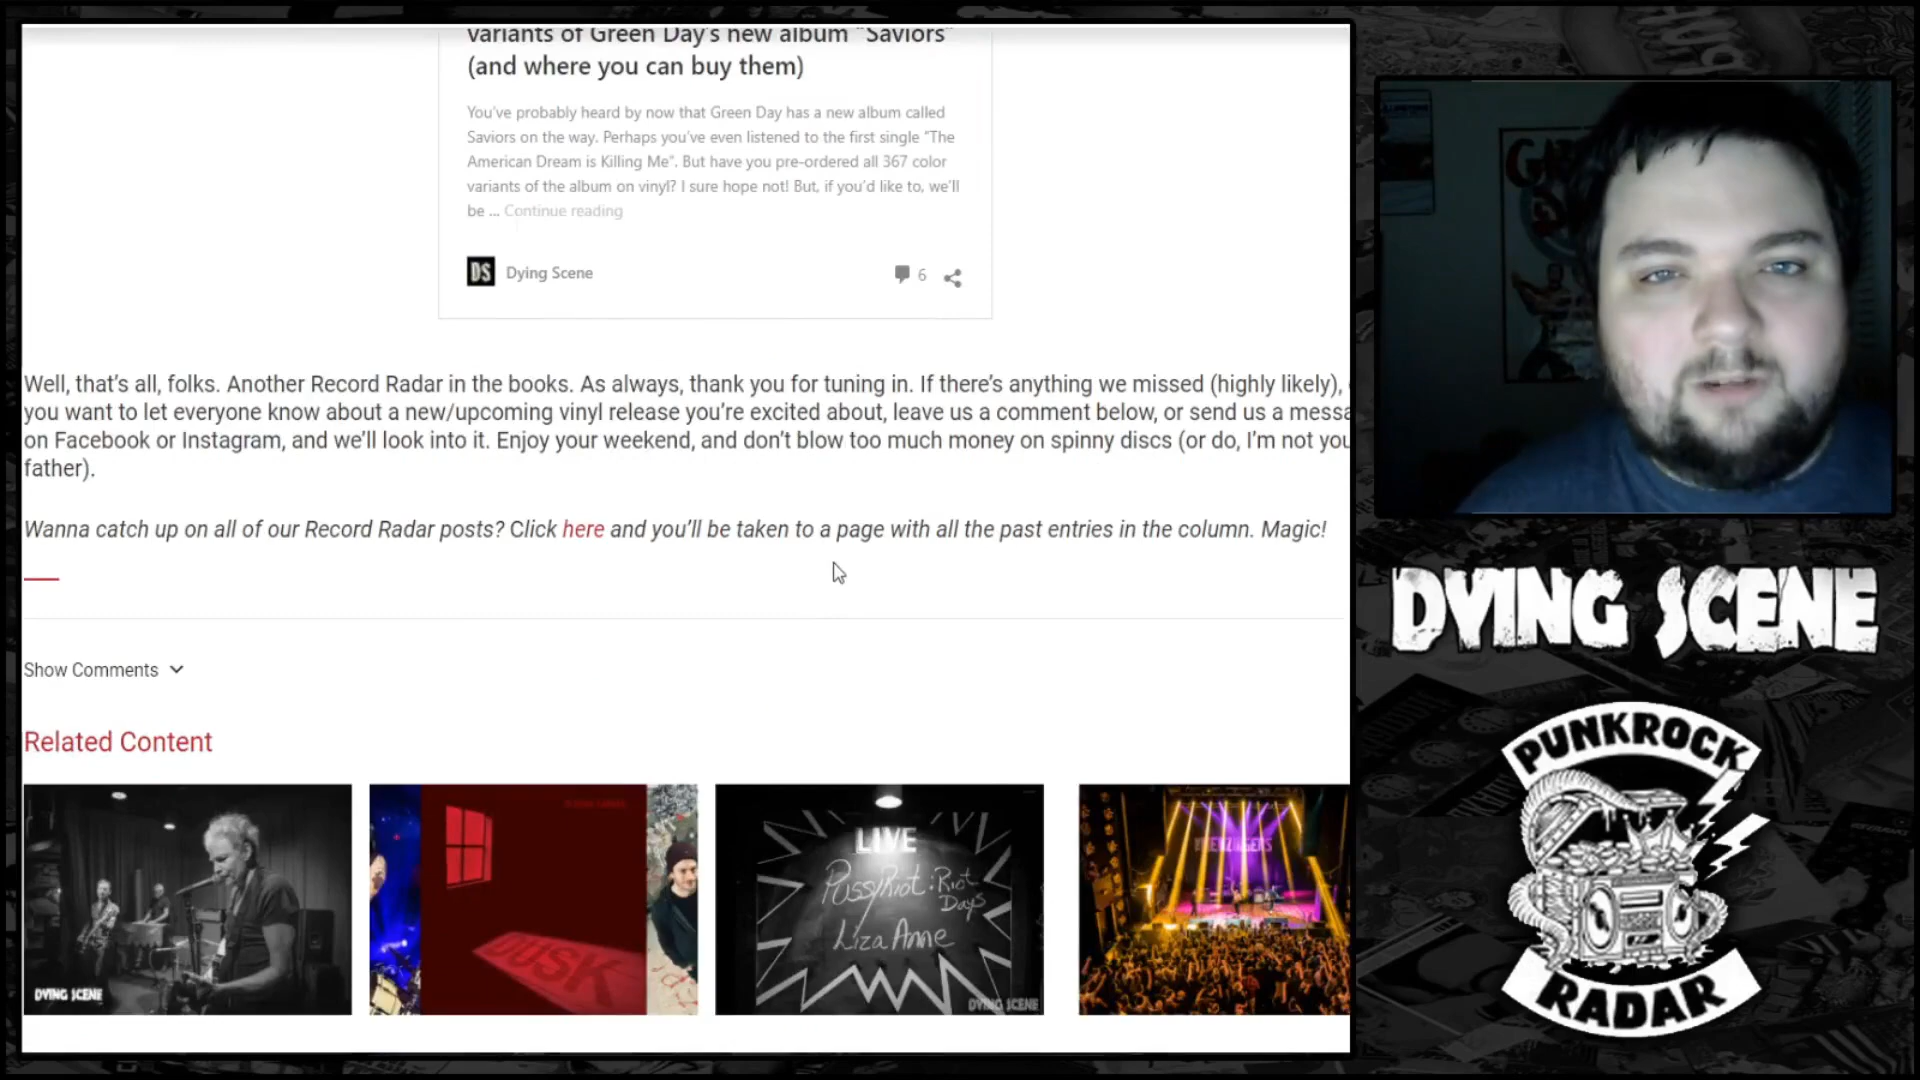 variants of Green Day's new album "Saviors"
(and where you can buy them)
You've probably heard by now that Green Day has a new album called
Saviors on the way. Perhaps you've even listened to the first single "The
American Dream is Killing Me". But have you pre-ordered all 367 color
variants of the album on vinyl? I sure hope not! But, if you'd like to, we'll
be ... Continue reading
DS Dying Scene 6
Well, that's all, folks. Another Record Radar in the books. As always, thank you for tuning in. If there's anything we missed (highly likely),
you want to let everyone know about a new/upcoming vinyl release you're excited about, leave us a comment below, or send us a messa
on Facebook or Instagram, and we'll look into it. Enjoy your weekend, and don't blow too much money on spinny discs (or do, I'm not you
father).
Wanna catch up on all of our Record Radar posts? Click here and you'll be taken to a page with all the past entries in the column. Magic!
Show Comments
Related Content
DYING SCENE
DUSK
LIVE
PussyRiot: Riot
Days
Liza Anne
DYING SCENE
DYING SCENE
PUNKROCK
RADAR